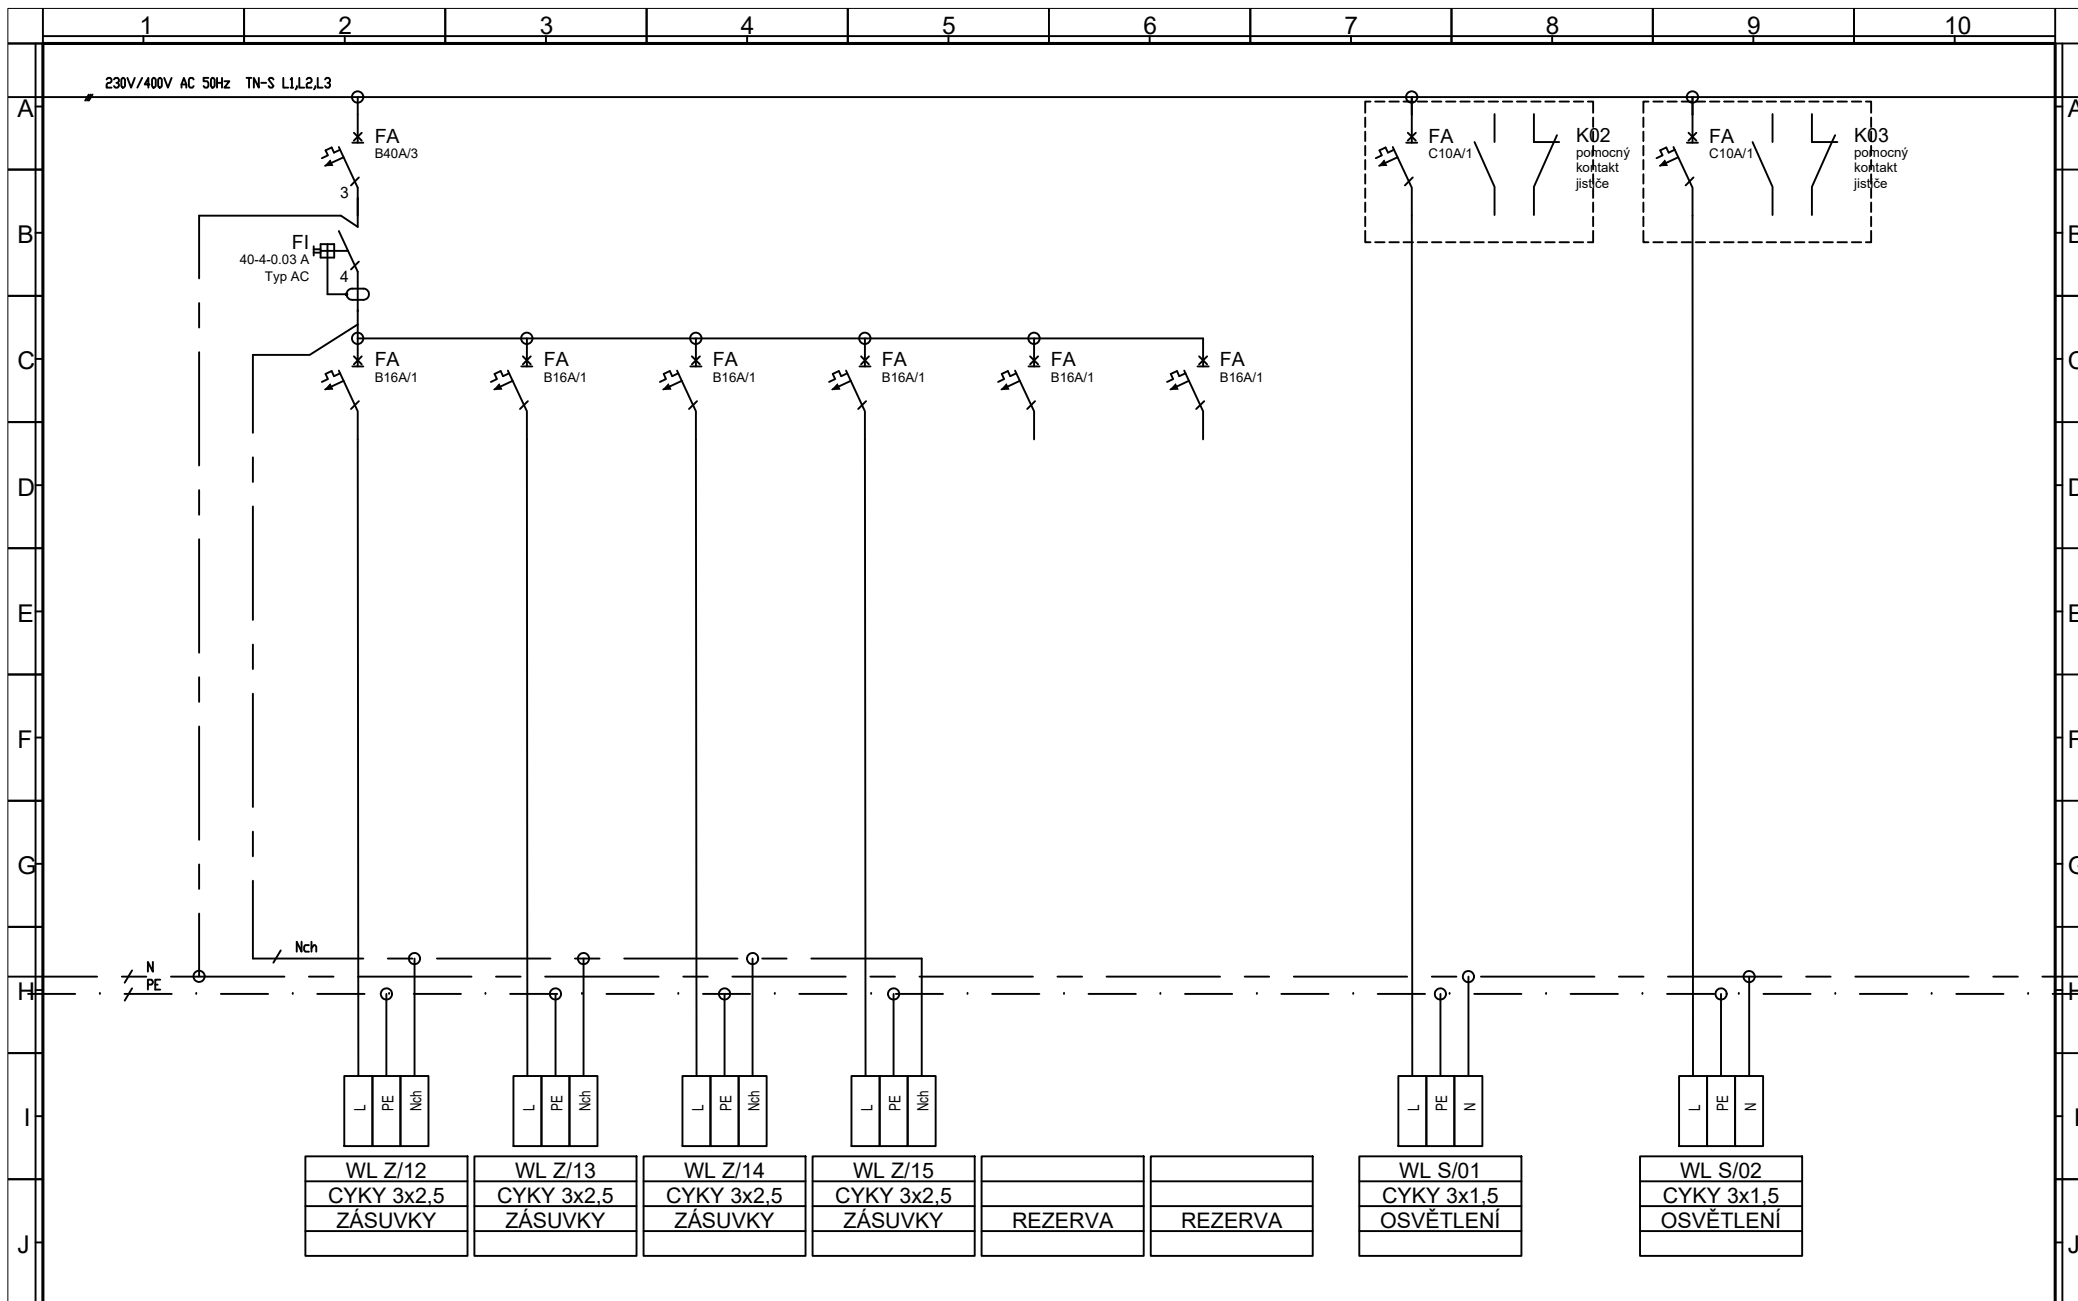 1 2 3 4 5 6 7 8 9 10
230V/400V AC 50Hz TN-S L1,L2,L3
A A
FA FA K02 FA K03
B40A/3 C10A/1 pomocný C10A/1 pomocný
kontakt kontakt
jističe jističe
3
B B
FI
40-4-0.03 A
Typ AC 4
C FA FA FA FA FA FA C
B16A/1 B16A/1 B16A/1 B16A/1 B16A/1 B16A/1
D D
E E
F F
G G
Nch
N
PE
H H
L PE Nch L PE Nch L PE Nch L PE Nch L PE N L PE N
I I
WL Z/12 WL Z/13 WL Z/14 WL Z/15 WL S/01 WL S/02
CYKY 3x2,5 CYKY 3x2,5 CYKY 3x2,5 CYKY 3x2,5 CYKY 3x1,5 CYKY 3x1,5
ZÁSUVKY ZÁSUVKY ZÁSUVKY ZÁSUVKY REZERVA REZERVA OSVĚTLENÍ OSVĚTLENÍ
J J